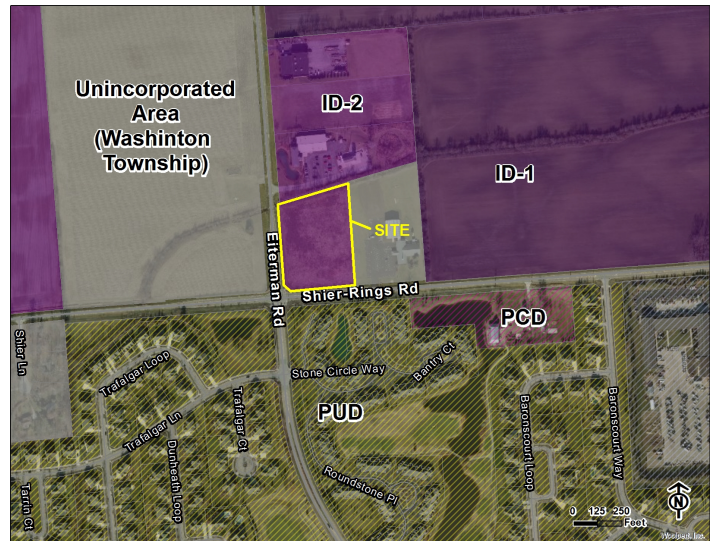 Unincorporated
Area
(Washinton
Township)
ID-2
ID-1
SITE
Eiterman Rd
Shier-Rings Rd
PCD
Shier Ln
Trafalgar Loop
Stone Circle Way
Bantry Ct
Trafalgar Ln
Trafalgar Ct
PUD
Baronscourt Loop
Baronscourt Way
Dunheath Loop
Roundstone Pl
Tarrin Ct
N
0 125 250
Feet
Woolpert, Inc.